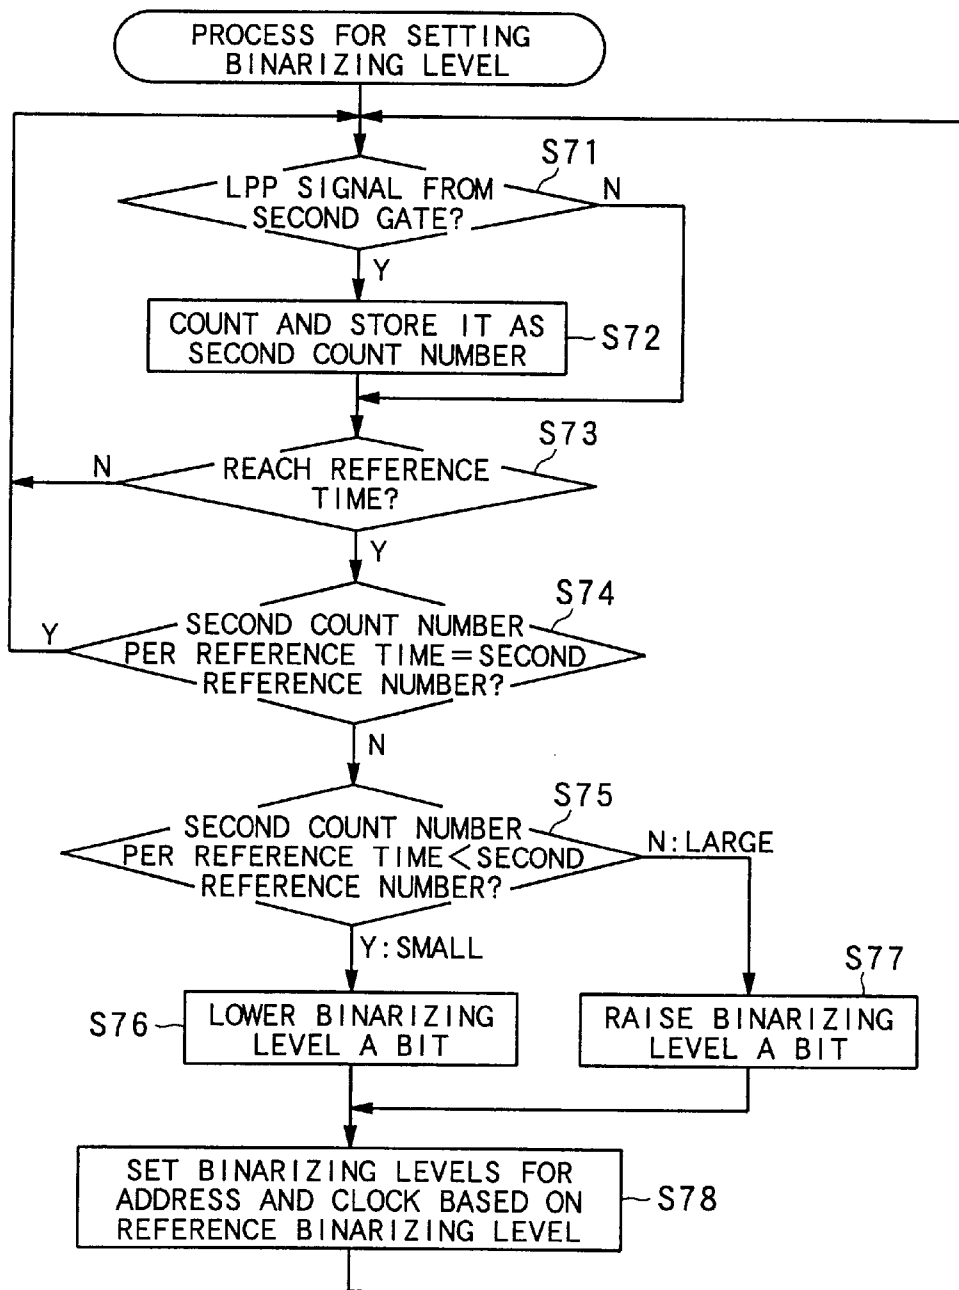 PROCESS FOR SETTING
BINARIZING LEVEL
S71
LPP SIGNAL FROM
SECOND GATE?
N
Y
COUNT AND STORE IT AS
SECOND COUNT NUMBER
S72
S73
REACH REFERENCE
TIME?
N
Y
S74
SECOND COUNT NUMBER
PER REFERENCE TIME=SECOND
REFERENCE NUMBER?
Y
N
S75
SECOND COUNT NUMBER
PER REFERENCE TIME<SECOND
REFERENCE NUMBER?
N:LARGE
Y:SMALL
S76
LOWER BINARIZING
LEVEL A BIT
S77
RAISE BINARIZING
LEVEL A BIT
SET BINARIZING LEVELS FOR
ADDRESS AND CLOCK BASED ON
REFERENCE BINARIZING LEVEL
S78